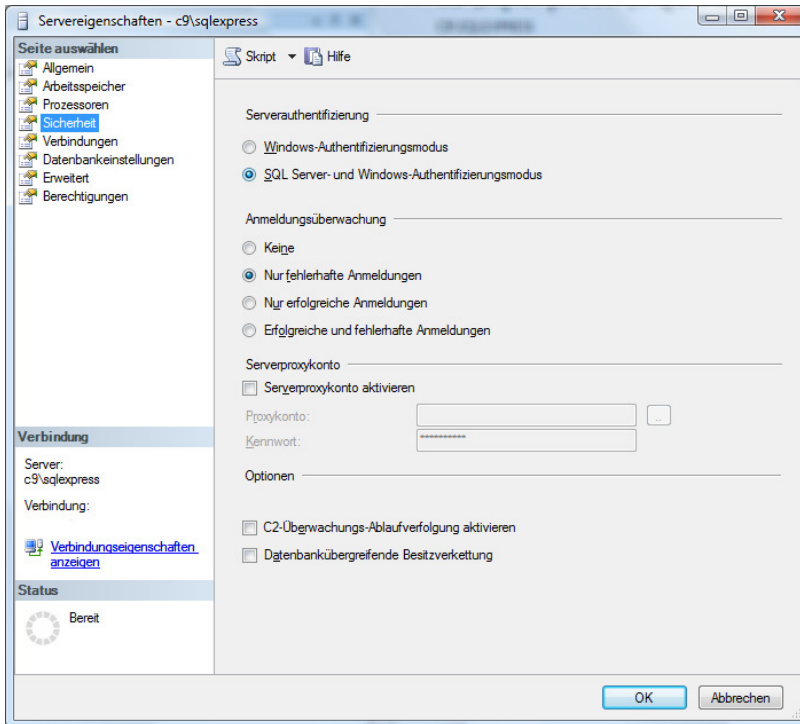 Servereigenschaften - c9\sqlexpress
Seite auswählen
Allgemein
Arbeitsspeicher
Prozessoren
Sicherheit
Verbindungen
Datenbankeinstellungen
Erweitert
Berechtigungen
Verbindung
Server:
c9\sqlexpress
Verbindung:
Verbindungseigenschaften
anzeigen
Status
Bereit
Skript Hilfe
Serverauthentifizierung
Windows-Authentifizierungsmodus
SQL Server- und Windows-Authentifizierungsmodus
Anmeldungsüberwachung
Keine
Nur fehlerhafte Anmeldungen
Nur erfolgreiche Anmeldungen
Erfolgreiche und fehlerhafte Anmeldungen
Serverproxykonto
Serverproxykonto aktivieren
Proxykonto:
..
Kennwort: **********
Optionen
C2-Überwachungs-Ablaufverfolgung aktivieren
Datenbankübergreifende Besitzverkettung
OK Abbrechen